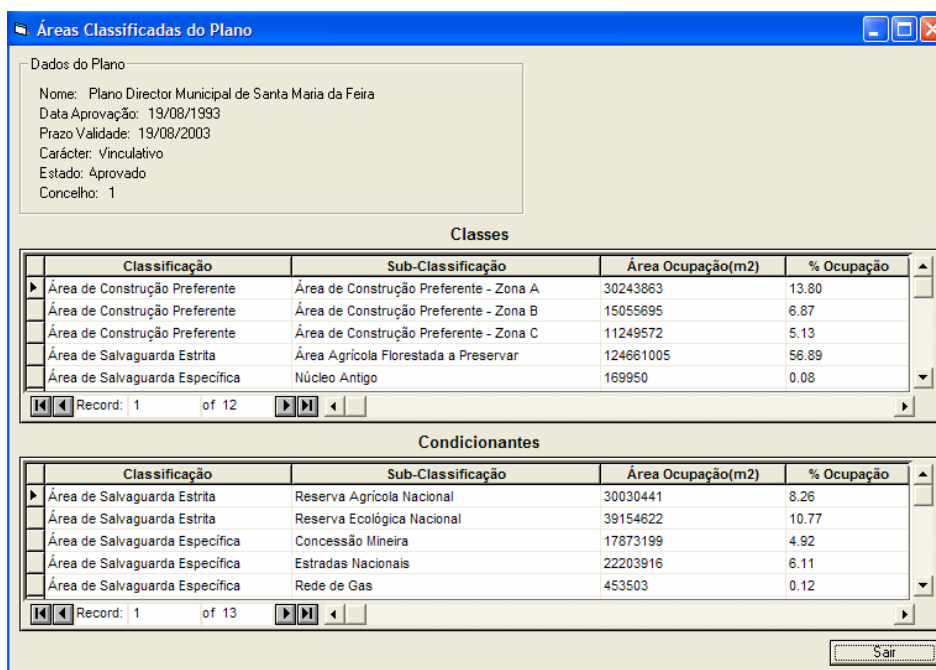 Áreas Classificadas do Plano
Dados do Plano
Nome: Plano Director Municipal de Santa Maria da Feira
Data Aprovação: 19/08/1993
Prazo Validade: 19/08/2003
Carácter: Vinculativo
Estado: Aprovado
Concelho: 1
Classes
Classificação Sub-Classificação Área Ocupação(m2) % Ocupação
Área de Construção Preferente Área de Construção Preferente - Zona A 30243863 13.80
Área de Construção Preferente Área de Construção Preferente - Zona B 15055695 6.87
Área de Construção Preferente Área de Construção Preferente - Zona C 11249572 5.13
Área de Salvaguarda Estrita Área Agrícola Florestada a Preservar 124661005 56.89
Área de Salvaguarda Específica Núcleo Antigo 169950 0.08
Record: 1 of 12
Condicionantes
Classificação Sub-Classificação Área Ocupação(m2) % Ocupação
Área de Salvaguarda Estrita Reserva Agrícola Nacional 30030441 8.26
Área de Salvaguarda Estrita Reserva Ecológica Nacional 39154622 10.77
Área de Salvaguarda Específica Concessão Mineira 17873199 4.92
Área de Salvaguarda Específica Estradas Nacionais 22203916 6.11
Área de Salvaguarda Específica Rede de Gas 453503 0.12
Record: 1 of 13
Sair